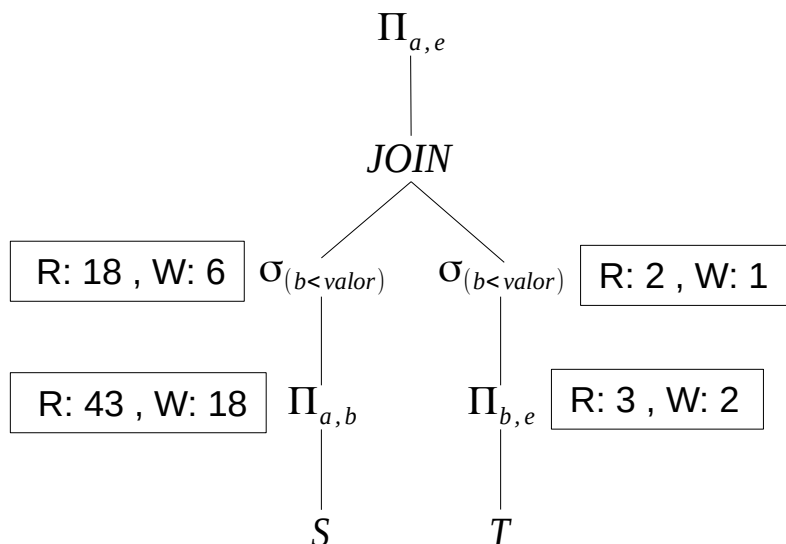 Π a,e
JOIN
R: 18 , W: 6 σ(b<valor) σ(b<valor) R: 2 , W: 1
R: 43 , W: 18 Π a,b Π b,e R: 3 , W: 2
S T